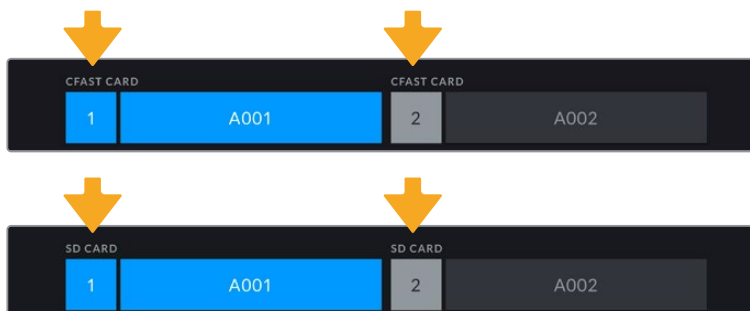 CFAST CARD CFAST CARD
1 A001 2 A002
SD CARD SD CARD
1 A001 2 A002